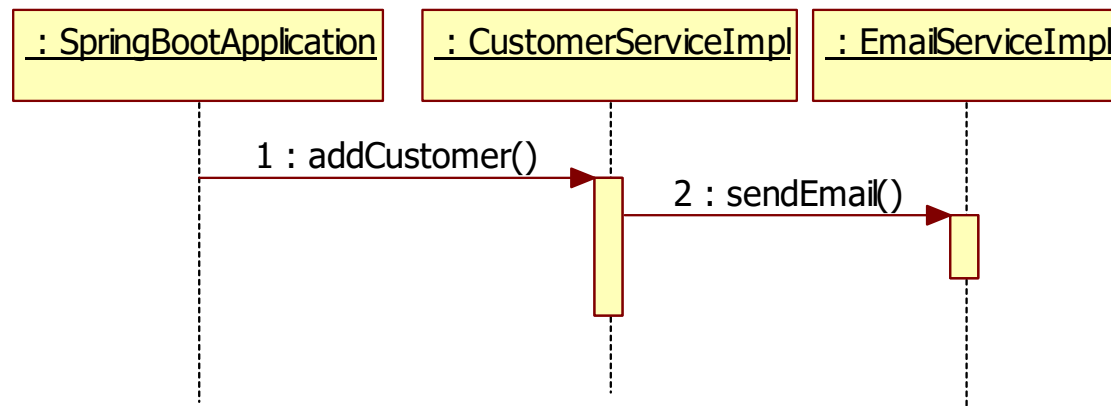 : SpringBootApplication
: CustomerServiceImpl
: EmailServiceImpl
1 : addCustomer()
2 : sendEmail()